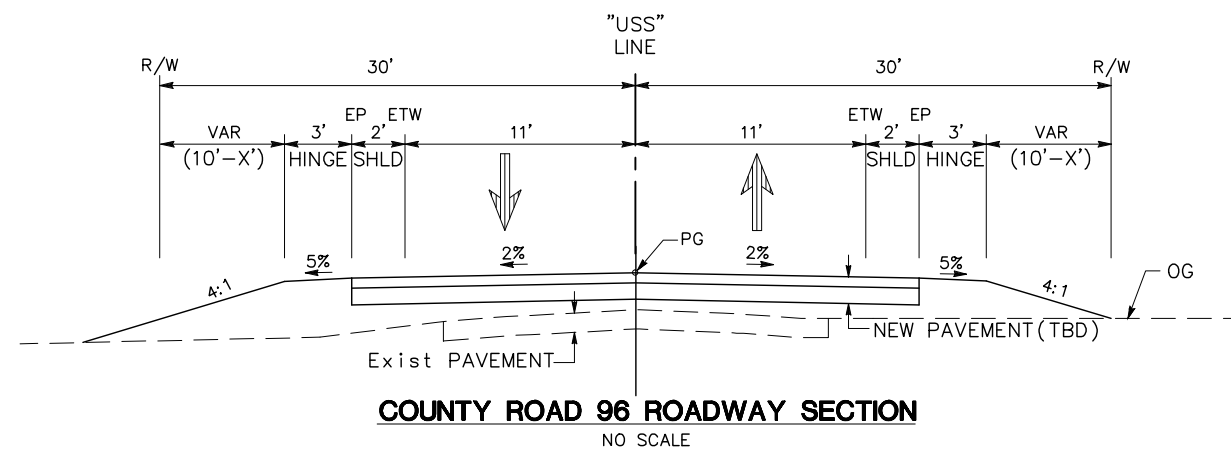 "USS"
LINE
R/W 30' 30' R/W
EP ETW ETW EP
VAR 3' 2' 11' 11' 2' 3' VAR
(10'-X') HINGE SHLD SHLD HINGE (10'-X')
PG
5% 2% 2% 5%
4:1 4:1
OG
NEW PAVEMENT (TBD)
Exist PAVEMENT
COUNTY ROAD 96 ROADWAY SECTION
NO SCALE